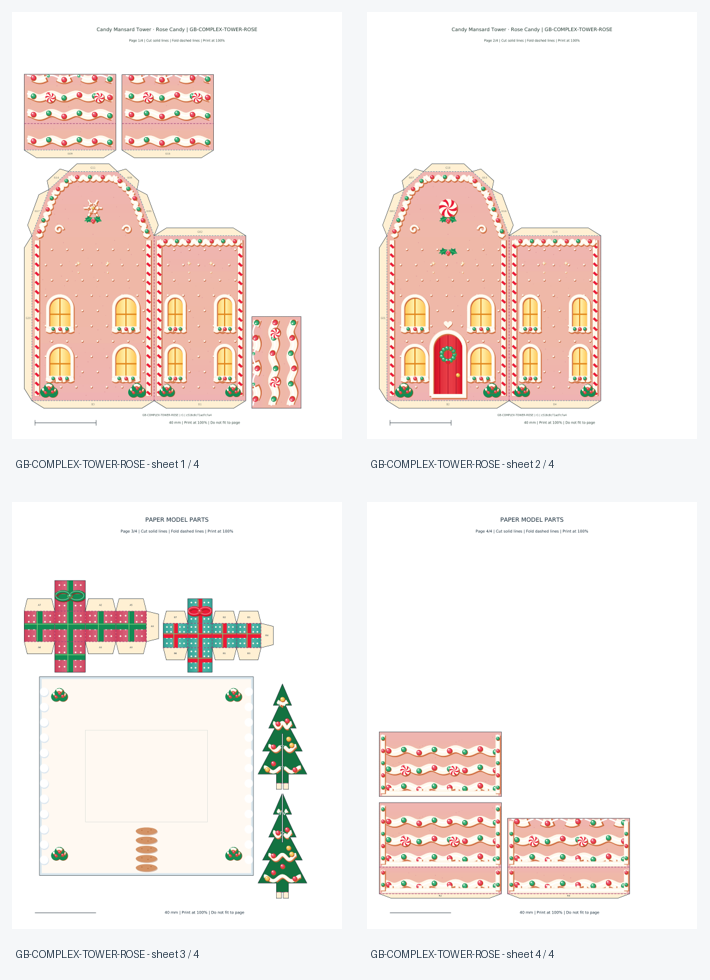 Candy Mansard Tower · Rose Candy | GB-COMPLEX-TOWER-ROSE
Page 1/4 | Cut solid lines | Fold dashed lines | Print at 100%
40 mm | Print at 100% | Do not fit to page
GB-COMPLEX-TOWER-ROSE - sheet 1 / 4
Candy Mansard Tower · Rose Candy | GB-COMPLEX-TOWER-ROSE
Page 2/4 | Cut solid lines | Fold dashed lines | Print at 100%
40 mm | Print at 100% | Do not fit to page
GB-COMPLEX-TOWER-ROSE - sheet 2 / 4
PAPER MODEL PARTS
Page 3/4 | Cut solid lines | Fold dashed lines | Print at 100%
40 mm | Print at 100% | Do not fit to page
GB-COMPLEX-TOWER-ROSE - sheet 3 / 4
PAPER MODEL PARTS
Page 4/4 | Cut solid lines | Fold dashed lines | Print at 100%
40 mm | Print at 100% | Do not fit to page
GB-COMPLEX-TOWER-ROSE - sheet 4 / 4